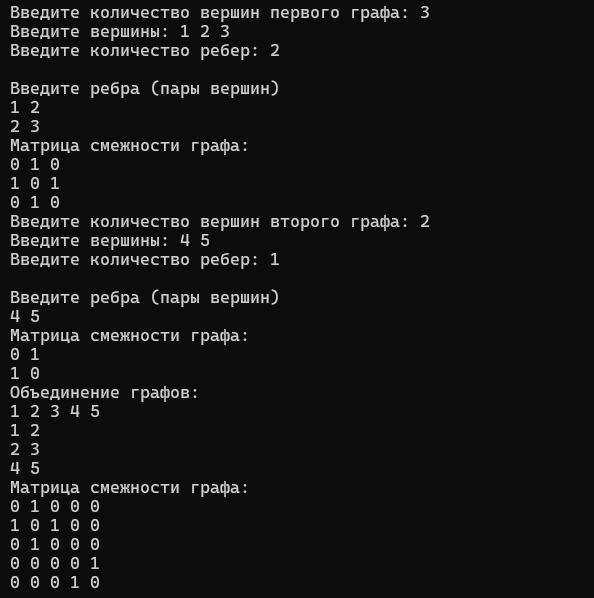 Введите количество вершин первого графа: 3
Введите вершины: 1 2 3
Введите количество ребер: 2
Введите ребра (пары вершин)
1 2
2 3
Матрица смежности графа:
0 1 0
1 0 1
0 1 0
Введите количество вершин второго графа: 2
Введите вершины: 4 5
Введите количество ребер: 1
Введите ребра (пары вершин)
4 5
Матрица смежности графа:
0 1
1 0
Объединение графов:
1 2 3 4 5
1 2
2 3
4 5
Матрица смежности графа:
0 1 0 0 0
1 0 1 0 0
0 1 0 0 0
0 0 0 0 1
0 0 0 1 0